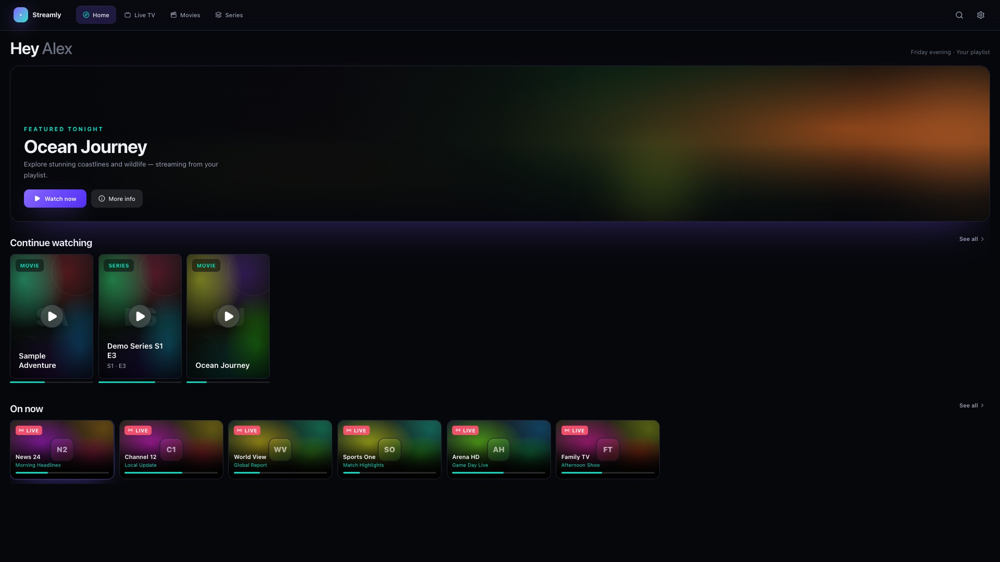 Streamly
Home
Live TV
Movies
Series
Hey Alex
Friday evening · Your playlist
FEATURED TONIGHT
Ocean Journey
Explore stunning coastlines and wildlife — streaming from your
playlist.
Watch now
More info
Continue watching
See all
MOVIE
Sample
Adventure
SERIES
Demo Series S1
E3
S1 · E3
MOVIE
Ocean Journey
On now
See all
LIVE
N2
News 24
Morning Headlines
LIVE
C1
Channel 12
Local Update
LIVE
WV
World View
Global Report
LIVE
SO
Sports One
Match Highlights
LIVE
AH
Arena HD
Game Day Live
LIVE
FT
Family TV
Afternoon Show